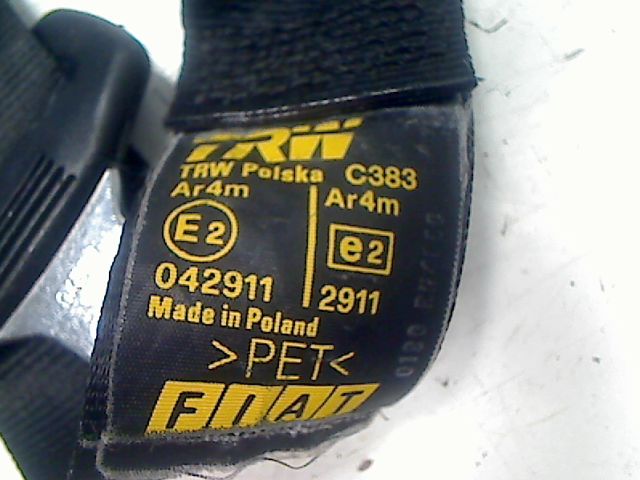 TRW
TRW Polska C383
Ar4m Ar4m
E2 e2
042911 2911
Made in Poland
>PET<
FIAT